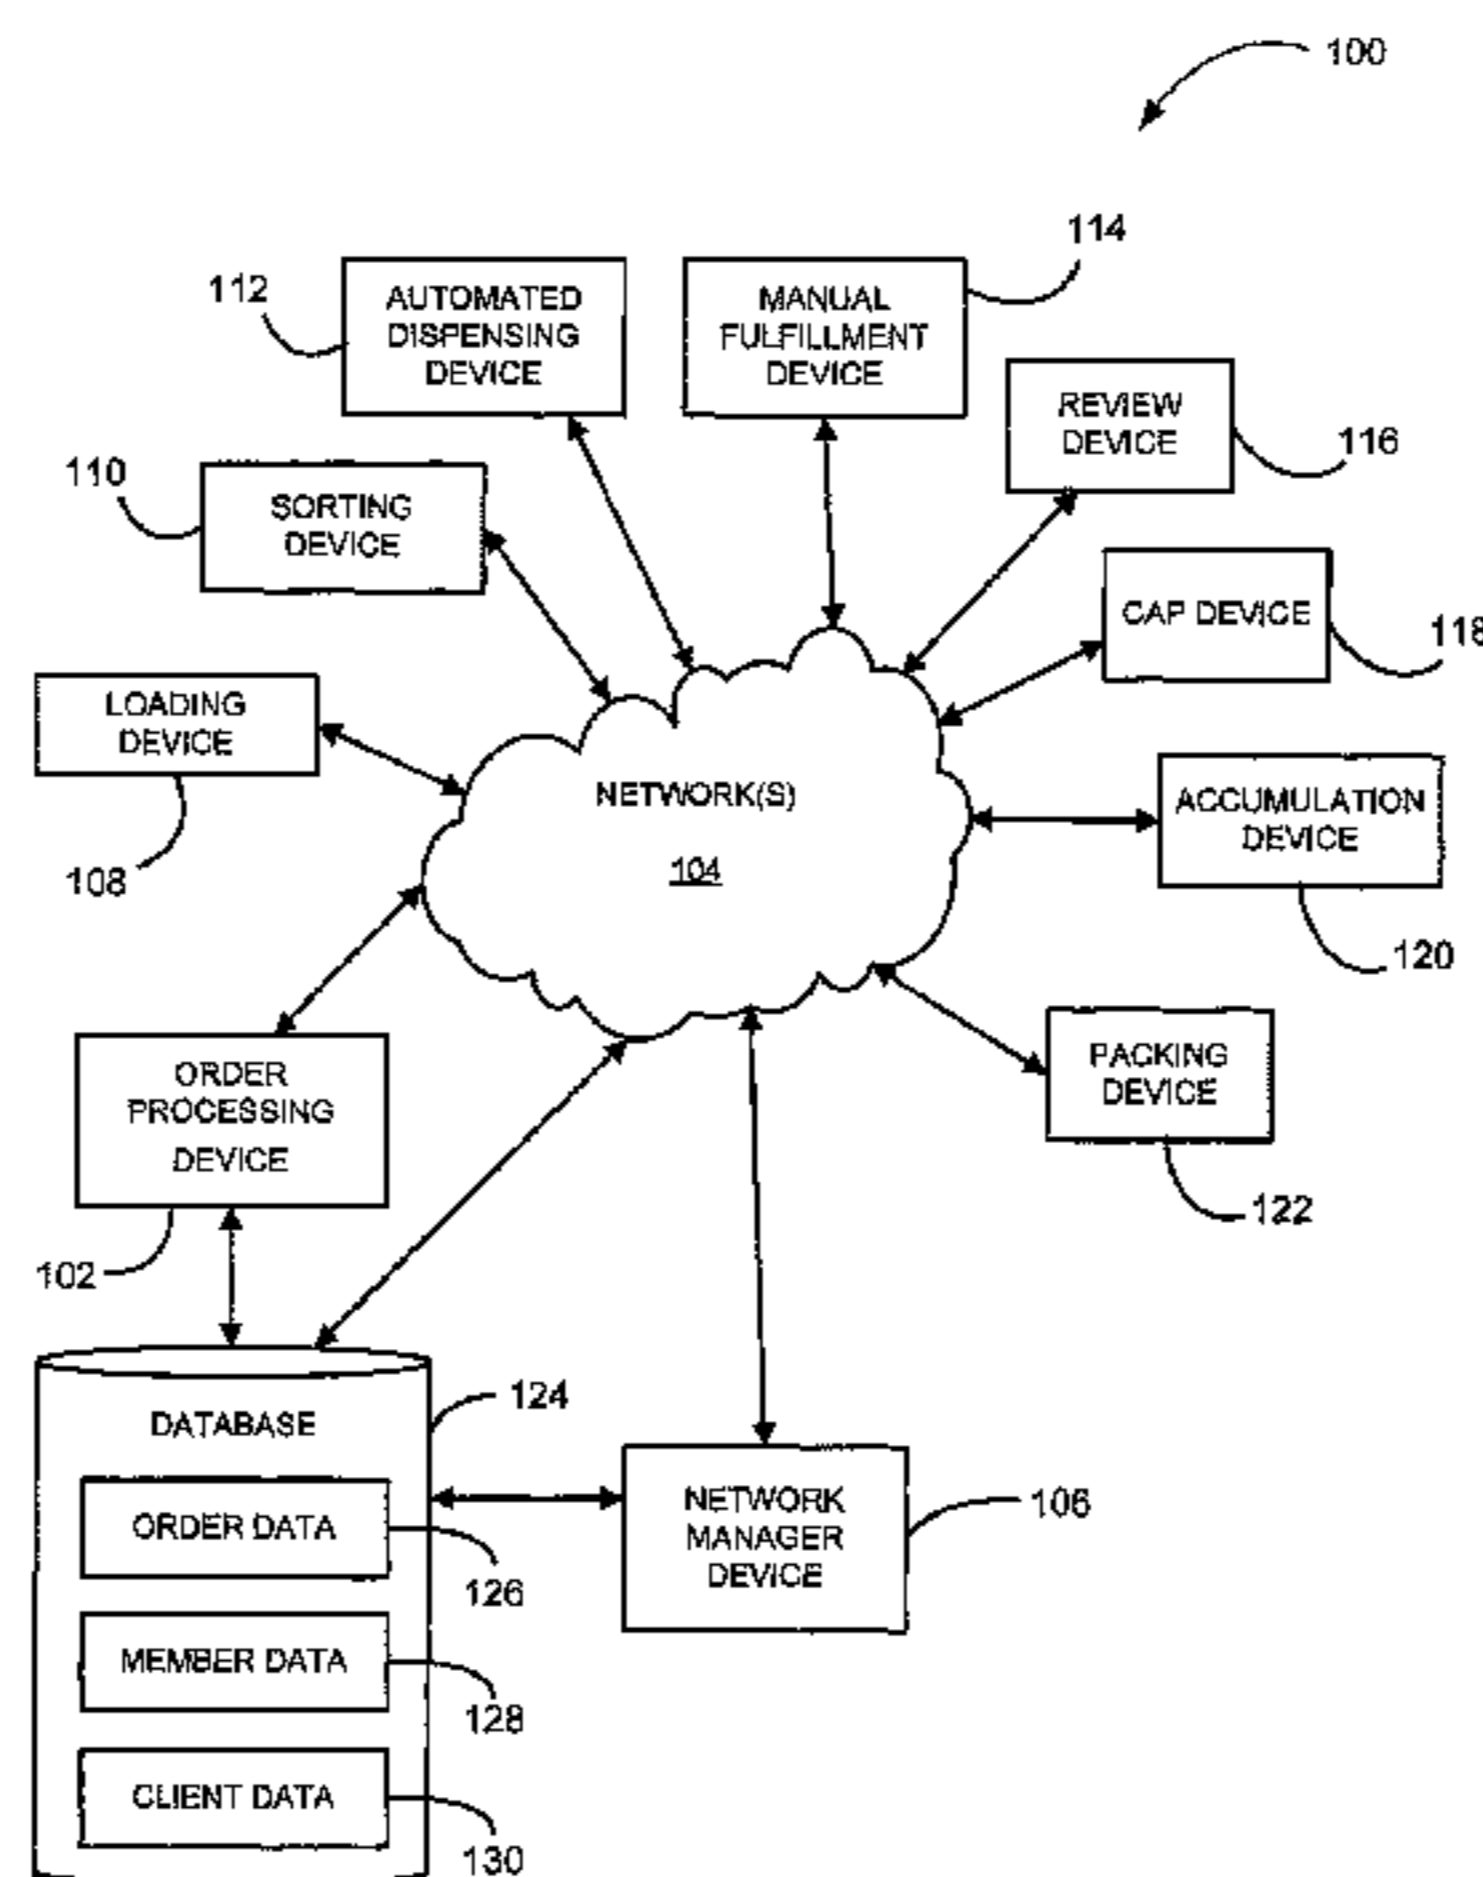 100
114
112
AUTOMATED
DISPENSING
DEVICE
MANUAL
FULFILLMENT
DEVICE
REVIEW
DEVICE
116
110
SORTING
DEVICE
CAP DEVICE
118
LOADING
DEVICE
108
NETWORK(S)
104
ACCUMULATION
DEVICE
120
ORDER
PROCESSING
DEVICE
102
PACKING
DEVICE
122
DATABASE
124
ORDER DATA
126
MEMBER DATA
128
CLIENT DATA
130
NETWORK
MANAGER
DEVICE
106